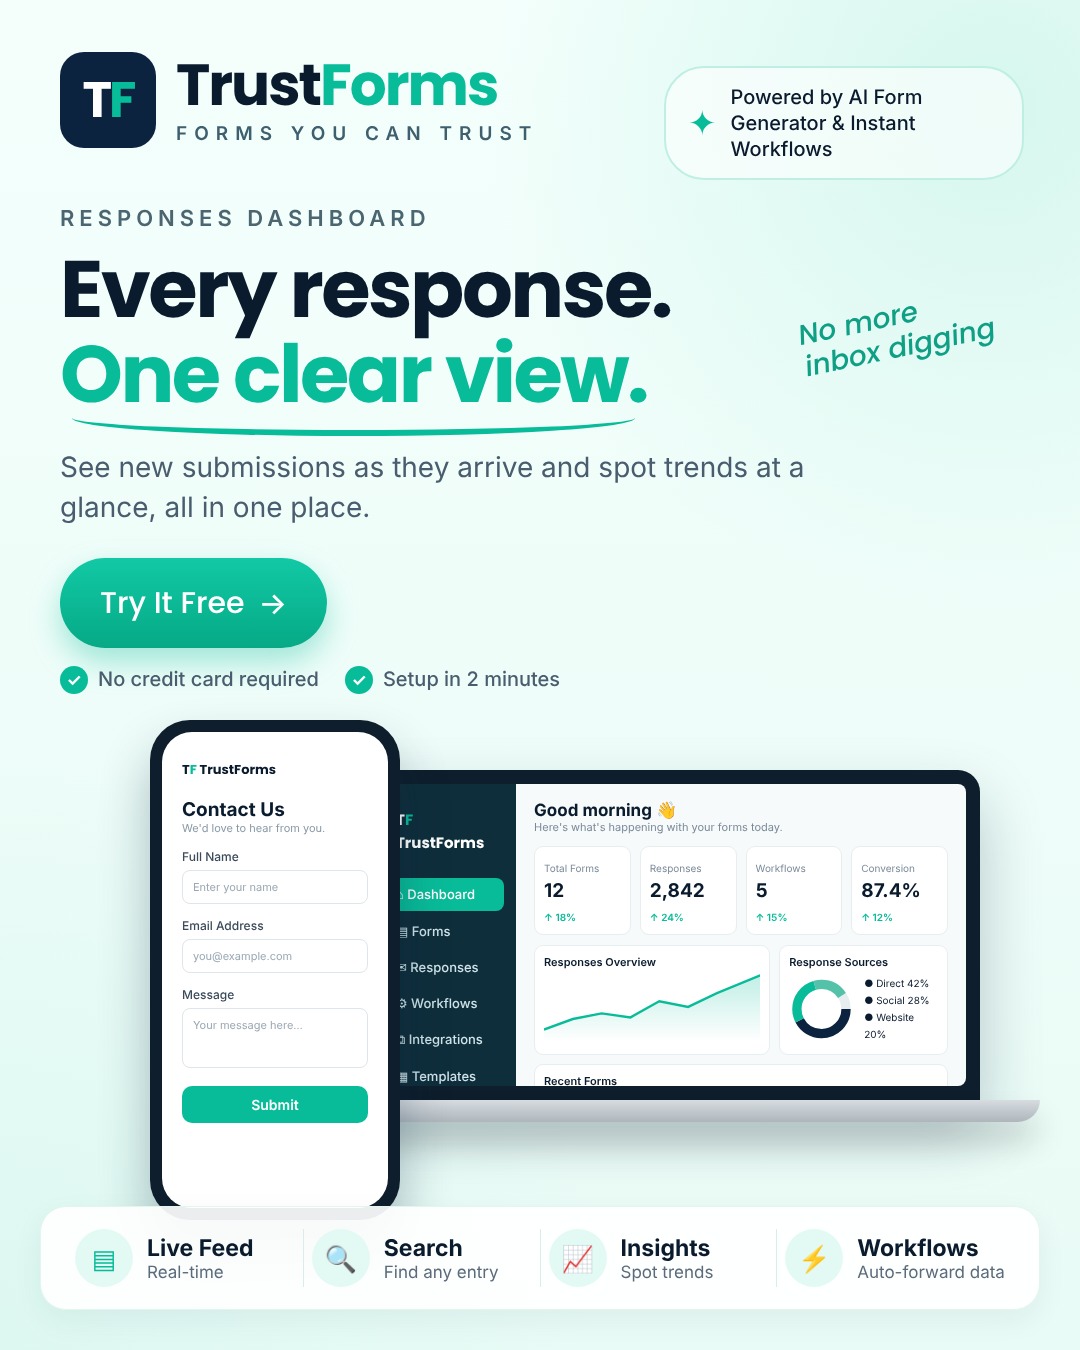 TF
TrustForms
FORMS YOU CAN TRUST
✦ Powered by AI Form
Generator & Instant
Workflows
RESPONSES DASHBOARD
Every response.
One clear view.
No more
inbox digging
See new submissions as they arrive and spot trends at a
glance, all in one place.
Try It Free →
No credit card required
Setup in 2 minutes
TF TrustForms
Contact Us
We'd love to hear from you.
Full Name
Enter your name
Email Address
you@example.com
Message
Your message here...
Submit
TF
TrustForms
Dashboard
Forms
Responses
Workflows
Integrations
Templates
Good morning 👋
Here's what's happening with your forms today.
Total Forms
12
↑ 18%
Responses
2,842
↑ 24%
Workflows
5
↑ 15%
Conversion
87.4%
↑ 12%
Responses Overview
Response Sources
● Direct 42%
● Social 28%
● Website
20%
Recent Forms
Live Feed
Real-time
Search
Find any entry
Insights
Spot trends
Workflows
Auto-forward data